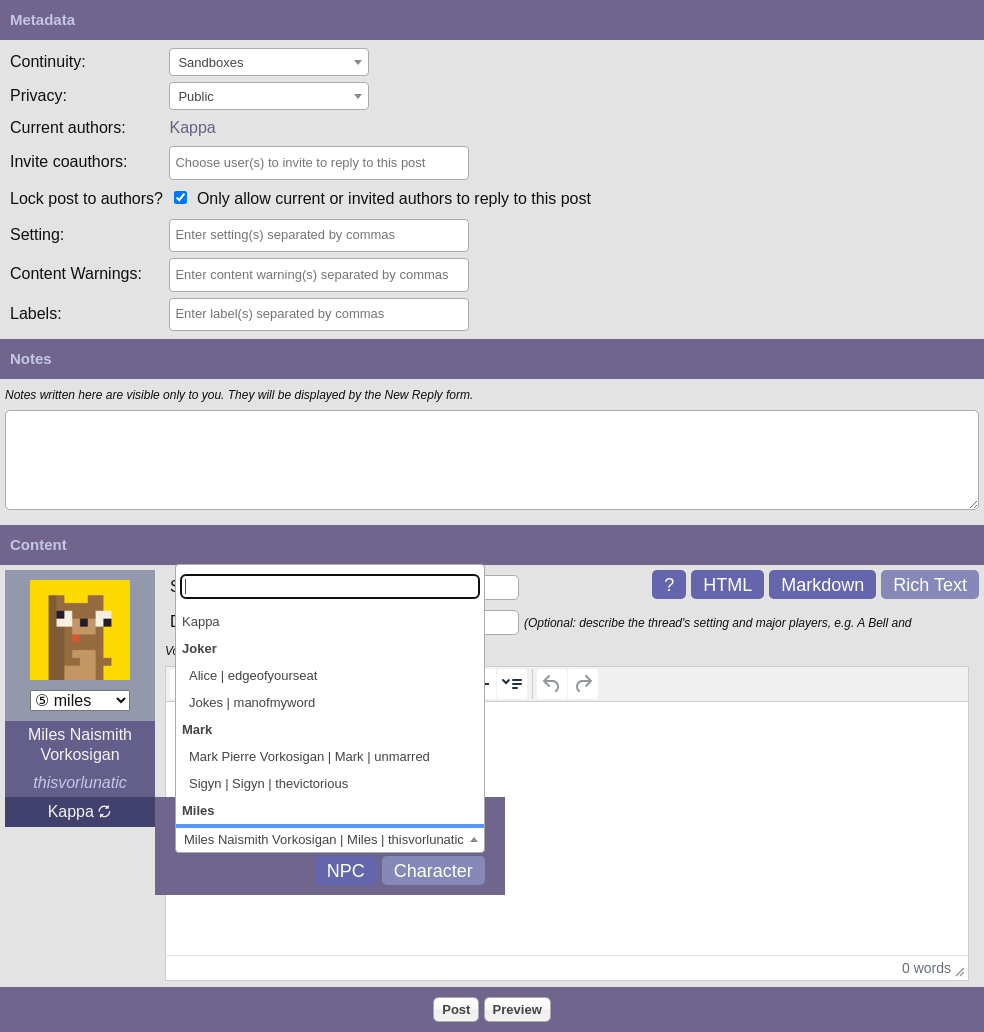 Metadata
Continuity: Sandboxes
Privacy: Public
Current authors: Kappa
Invite coauthors: Choose user(s) to invite to reply to this post
Lock post to authors? Only allow current or invited authors to reply to this post
Setting: Enter setting(s) separated by commas
Content Warnings: Enter content warning(s) separated by commas
Labels: Enter label(s) separated by commas
Notes
Notes written here are visible only to you. They will be displayed by the New Reply form.
Content
? HTML Markdown Rich Text
(Optional: describe the thread's setting and major players, e.g. A Bell and
⑤ miles
Miles Naismith
Vorkosigan
thisvorlunatic
Kappa
Kappa
Joker
Alice | edgeofyourseat
Jokes | manofmyword
Mark
Mark Pierre Vorkosigan | Mark | unmarred
Sigyn | Sigyn | thevictorious
Miles
Miles Naismith Vorkosigan | Miles | thisvorlunatic
NPC Character
0 words
Post Preview